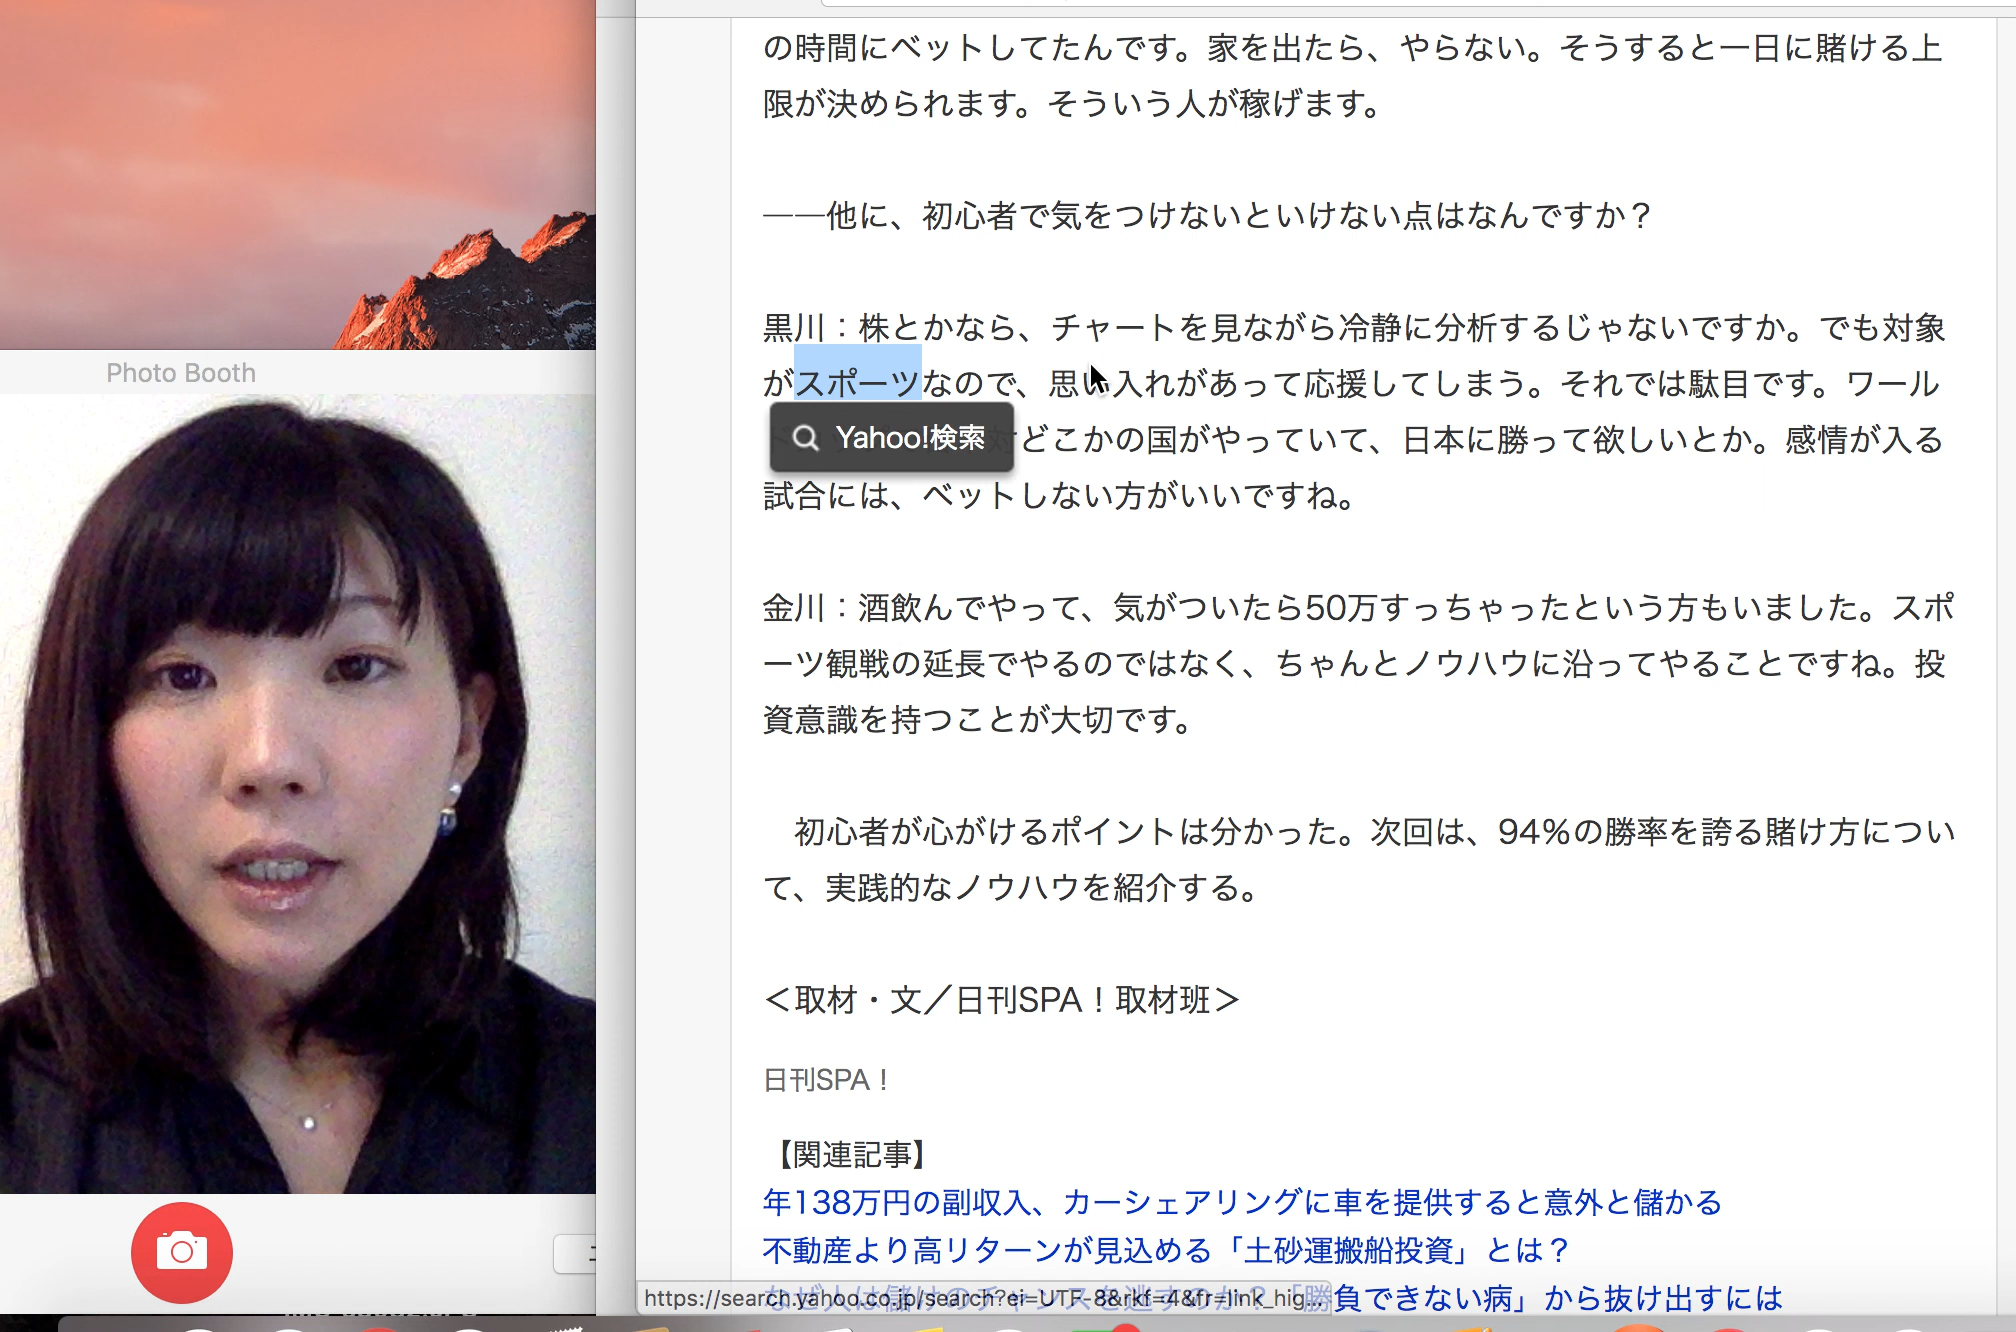 Photo Booth
の時間にベットしてたんです。家を出たら、やらない。そうすると一日に賭ける上
限が決められます。そういう人が稼げます。
――他に、初心者で気をつけないといけない点はなんですか？
黒川：株とかなら、チャートを見ながら冷静に分析するじゃないですか。でも対象
がスポーツなので、思い入れがあって応援してしまう。それでは駄目です。ワール
Yahoo!検索
対どこかの国がやっていて、日本に勝って欲しいとか。感情が入る
試合には、ベットしない方がいいですね。
金川：酒飲んでやって、気がついたら50万すっちゃったという方もいました。スポ
ーツ観戦の延長でやるのではなく、ちゃんとノウハウに沿ってやることですね。投
資意識を持つことが大切です。
初心者が心がけるポイントは分かった。次回は、94%の勝率を誇る賭け方につい
て、実践的なノウハウを紹介する。
＜取材・文／日刊SPA！取材班＞
日刊SPA！
【関連記事】
年138万円の副収入、カーシェアリングに車を提供すると意外と儲かる
不動産より高リターンが見込める「土砂運搬船投資」とは？
なぜ人は儲けのチャンスを逃すのか？「勝負できない病」から抜け出すには
https://search.yahoo.co.jp/search?ei=UTF-8&rkf=4&fr=link_hig...